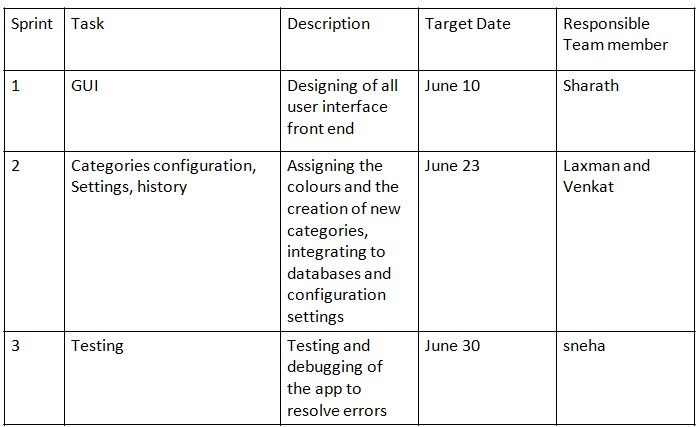 Sprint Task Description Target Date Responsible
Team member
1 GUI Designing of all June 10 Sharath
user interface
front end
2 Categories configuration, Assigning the June 23 Laxman and
Settings, history colours and the Venkat
creation of new
categories,
integrating to
databases and
configuration
settings
3 Testing Testing and June 30 sneha
debugging of
the app to
resolve errors